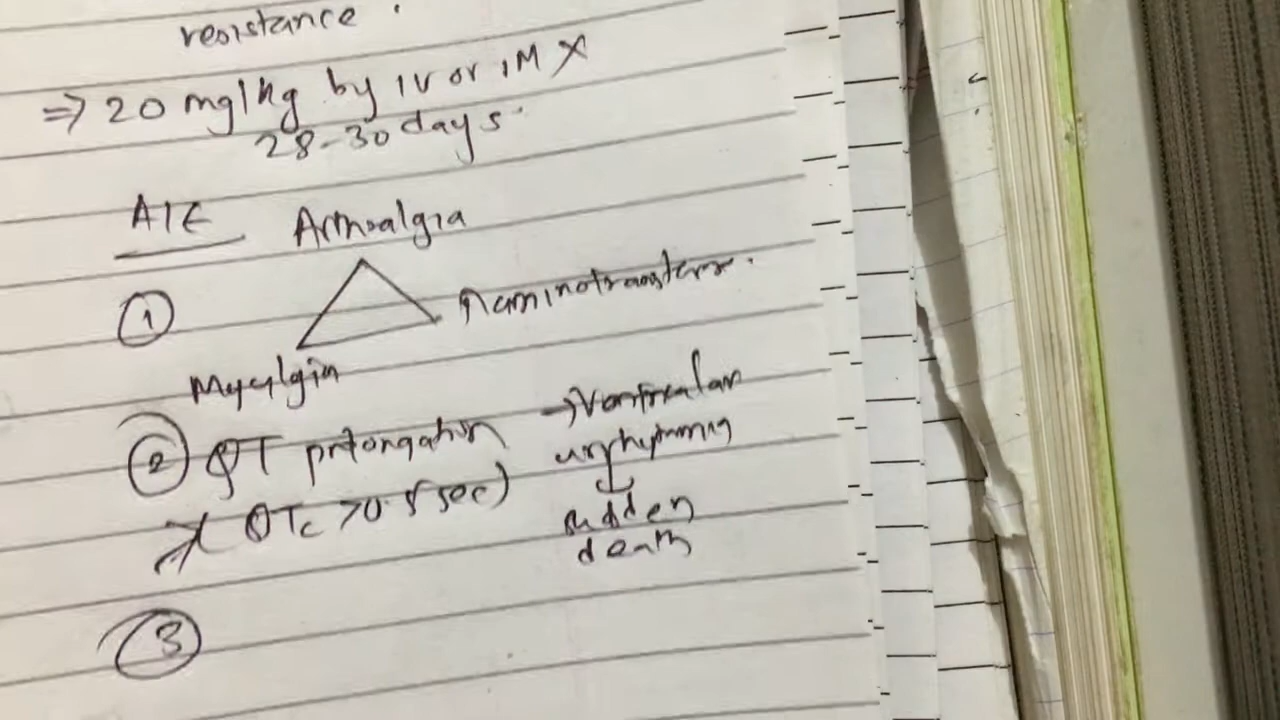 resistance .
⇒ 20 mg/kg by IV or IM X
28-30 days.
A/E Arthralgia
①
↑aminotransferr.
Myalgia
② QT prolongation → Ventricular
arrhythmia
QTc >0.5 sec) ↓
sudden
death
③